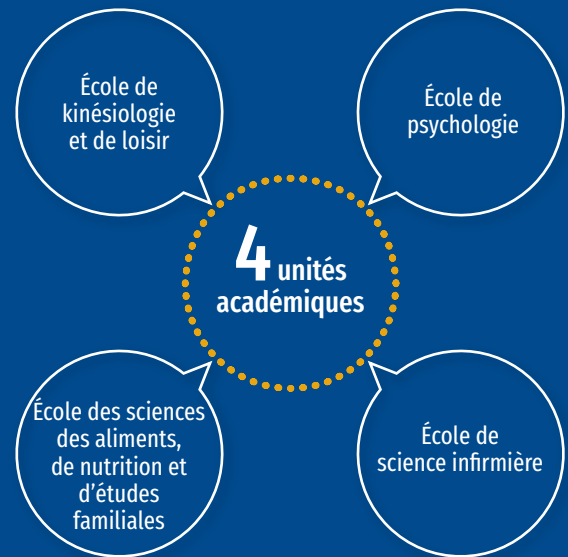 École de
kinésiologie
et de loisir
École de
psychologie
4 unités
académiques
École des sciences
des aliments,
de nutrition et
d'études
familiales
École de
science infirmière